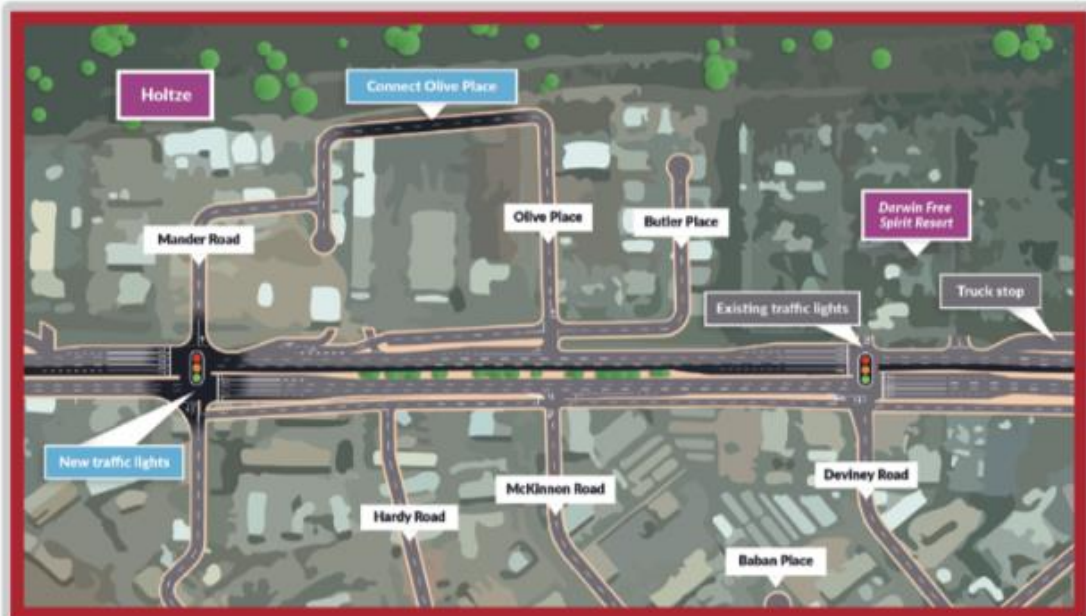 Holtze
Connect Olive Place
Mander Road
Olive Place
Butler Place
Darwin Free
Spirit Resort
Existing traffic lights
Truck stop
New traffic lights
Hardy Road
McKinnon Road
Deviney Road
Baban Place